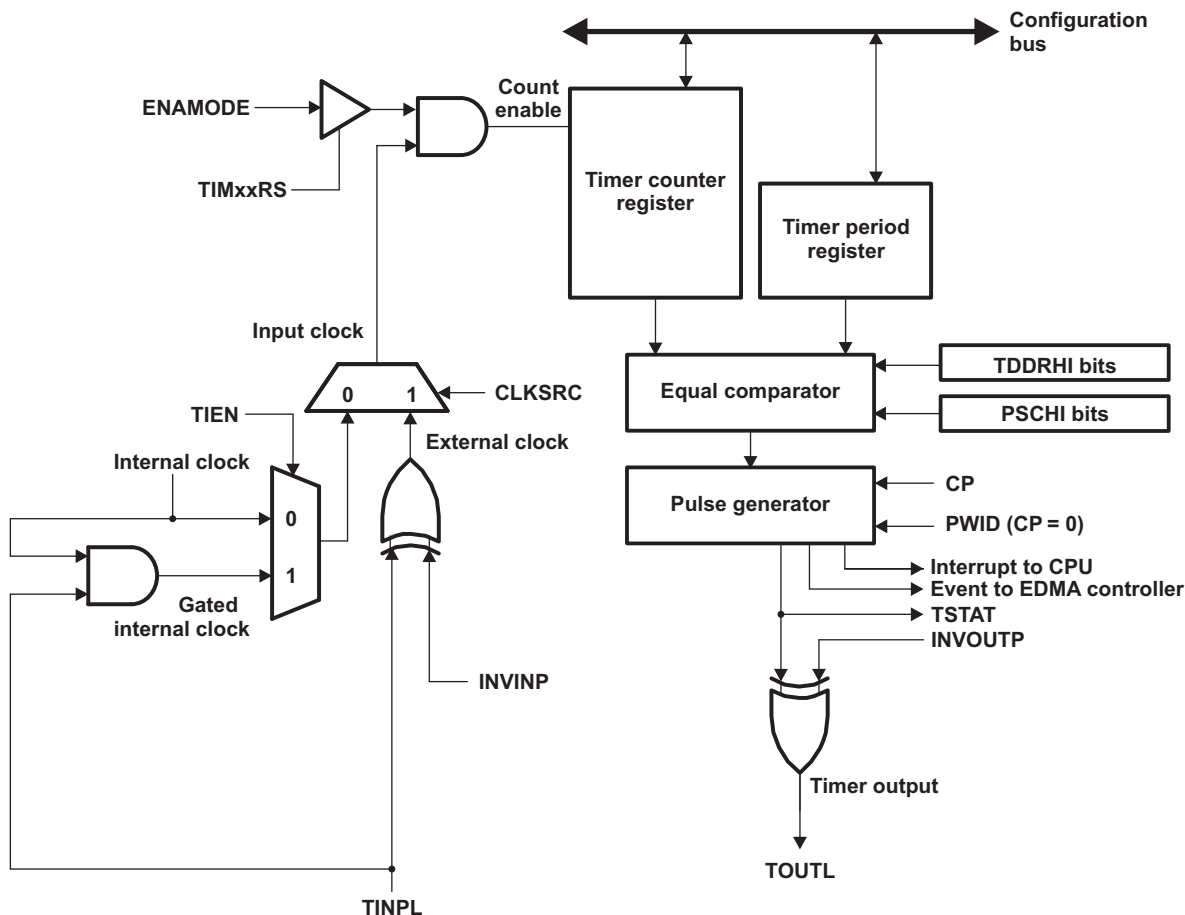 Configuration
bus
Count
enable
ENAMODE
TIMxxRS
Timer counter
register
Timer period
register
Input clock
0 1
CLKSRC
Equal comparator
TDDRHI bits
PSCHI bits
TIEN
External clock
Internal clock
0
1
Gated
internal clock
Pulse generator
CP
PWID (CP = 0)
Interrupt to CPU
Event to EDMA controller
TSTAT
INVOUTP
INVINP
Timer output
TOUTL
TINPL